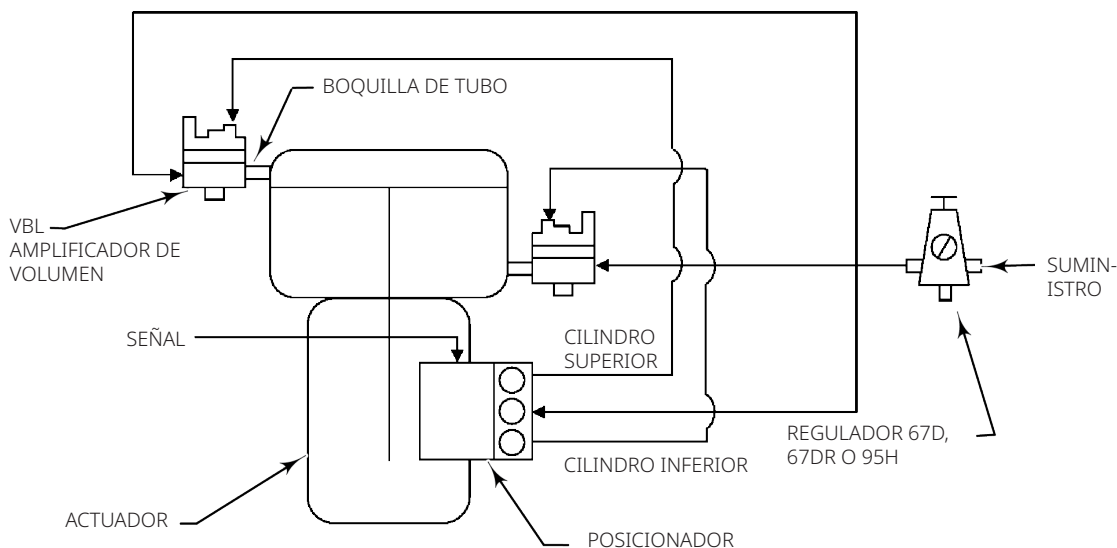 BOQUILLA DE TUBO
VBL
AMPLIFICADOR DE
VOLUMEN
SUMIN-
ISTRO
SEÑAL
CILINDRO
SUPERIOR
REGULADOR 67D,
67DR O 95H
CILINDRO INFERIOR
ACTUADOR
POSICIONADOR